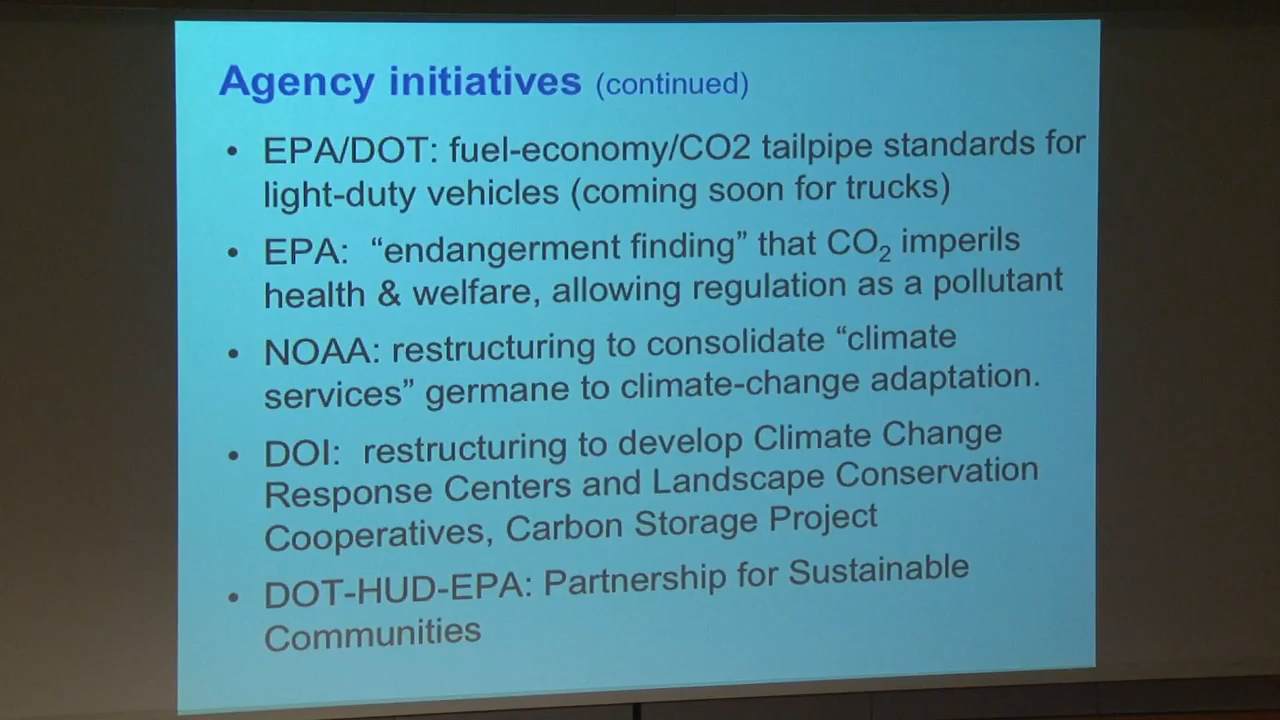 Agency initiatives (continued)
• EPA/DOT: fuel-economy/CO2 tailpipe standards for
light-duty vehicles (coming soon for trucks)
• EPA: “endangerment finding” that CO₂ imperils
health & welfare, allowing regulation as a pollutant
• NOAA: restructuring to consolidate “climate
services” germane to climate-change adaptation.
• DOI: restructuring to develop Climate Change
Response Centers and Landscape Conservation
Cooperatives, Carbon Storage Project
• DOT-HUD-EPA: Partnership for Sustainable
Communities